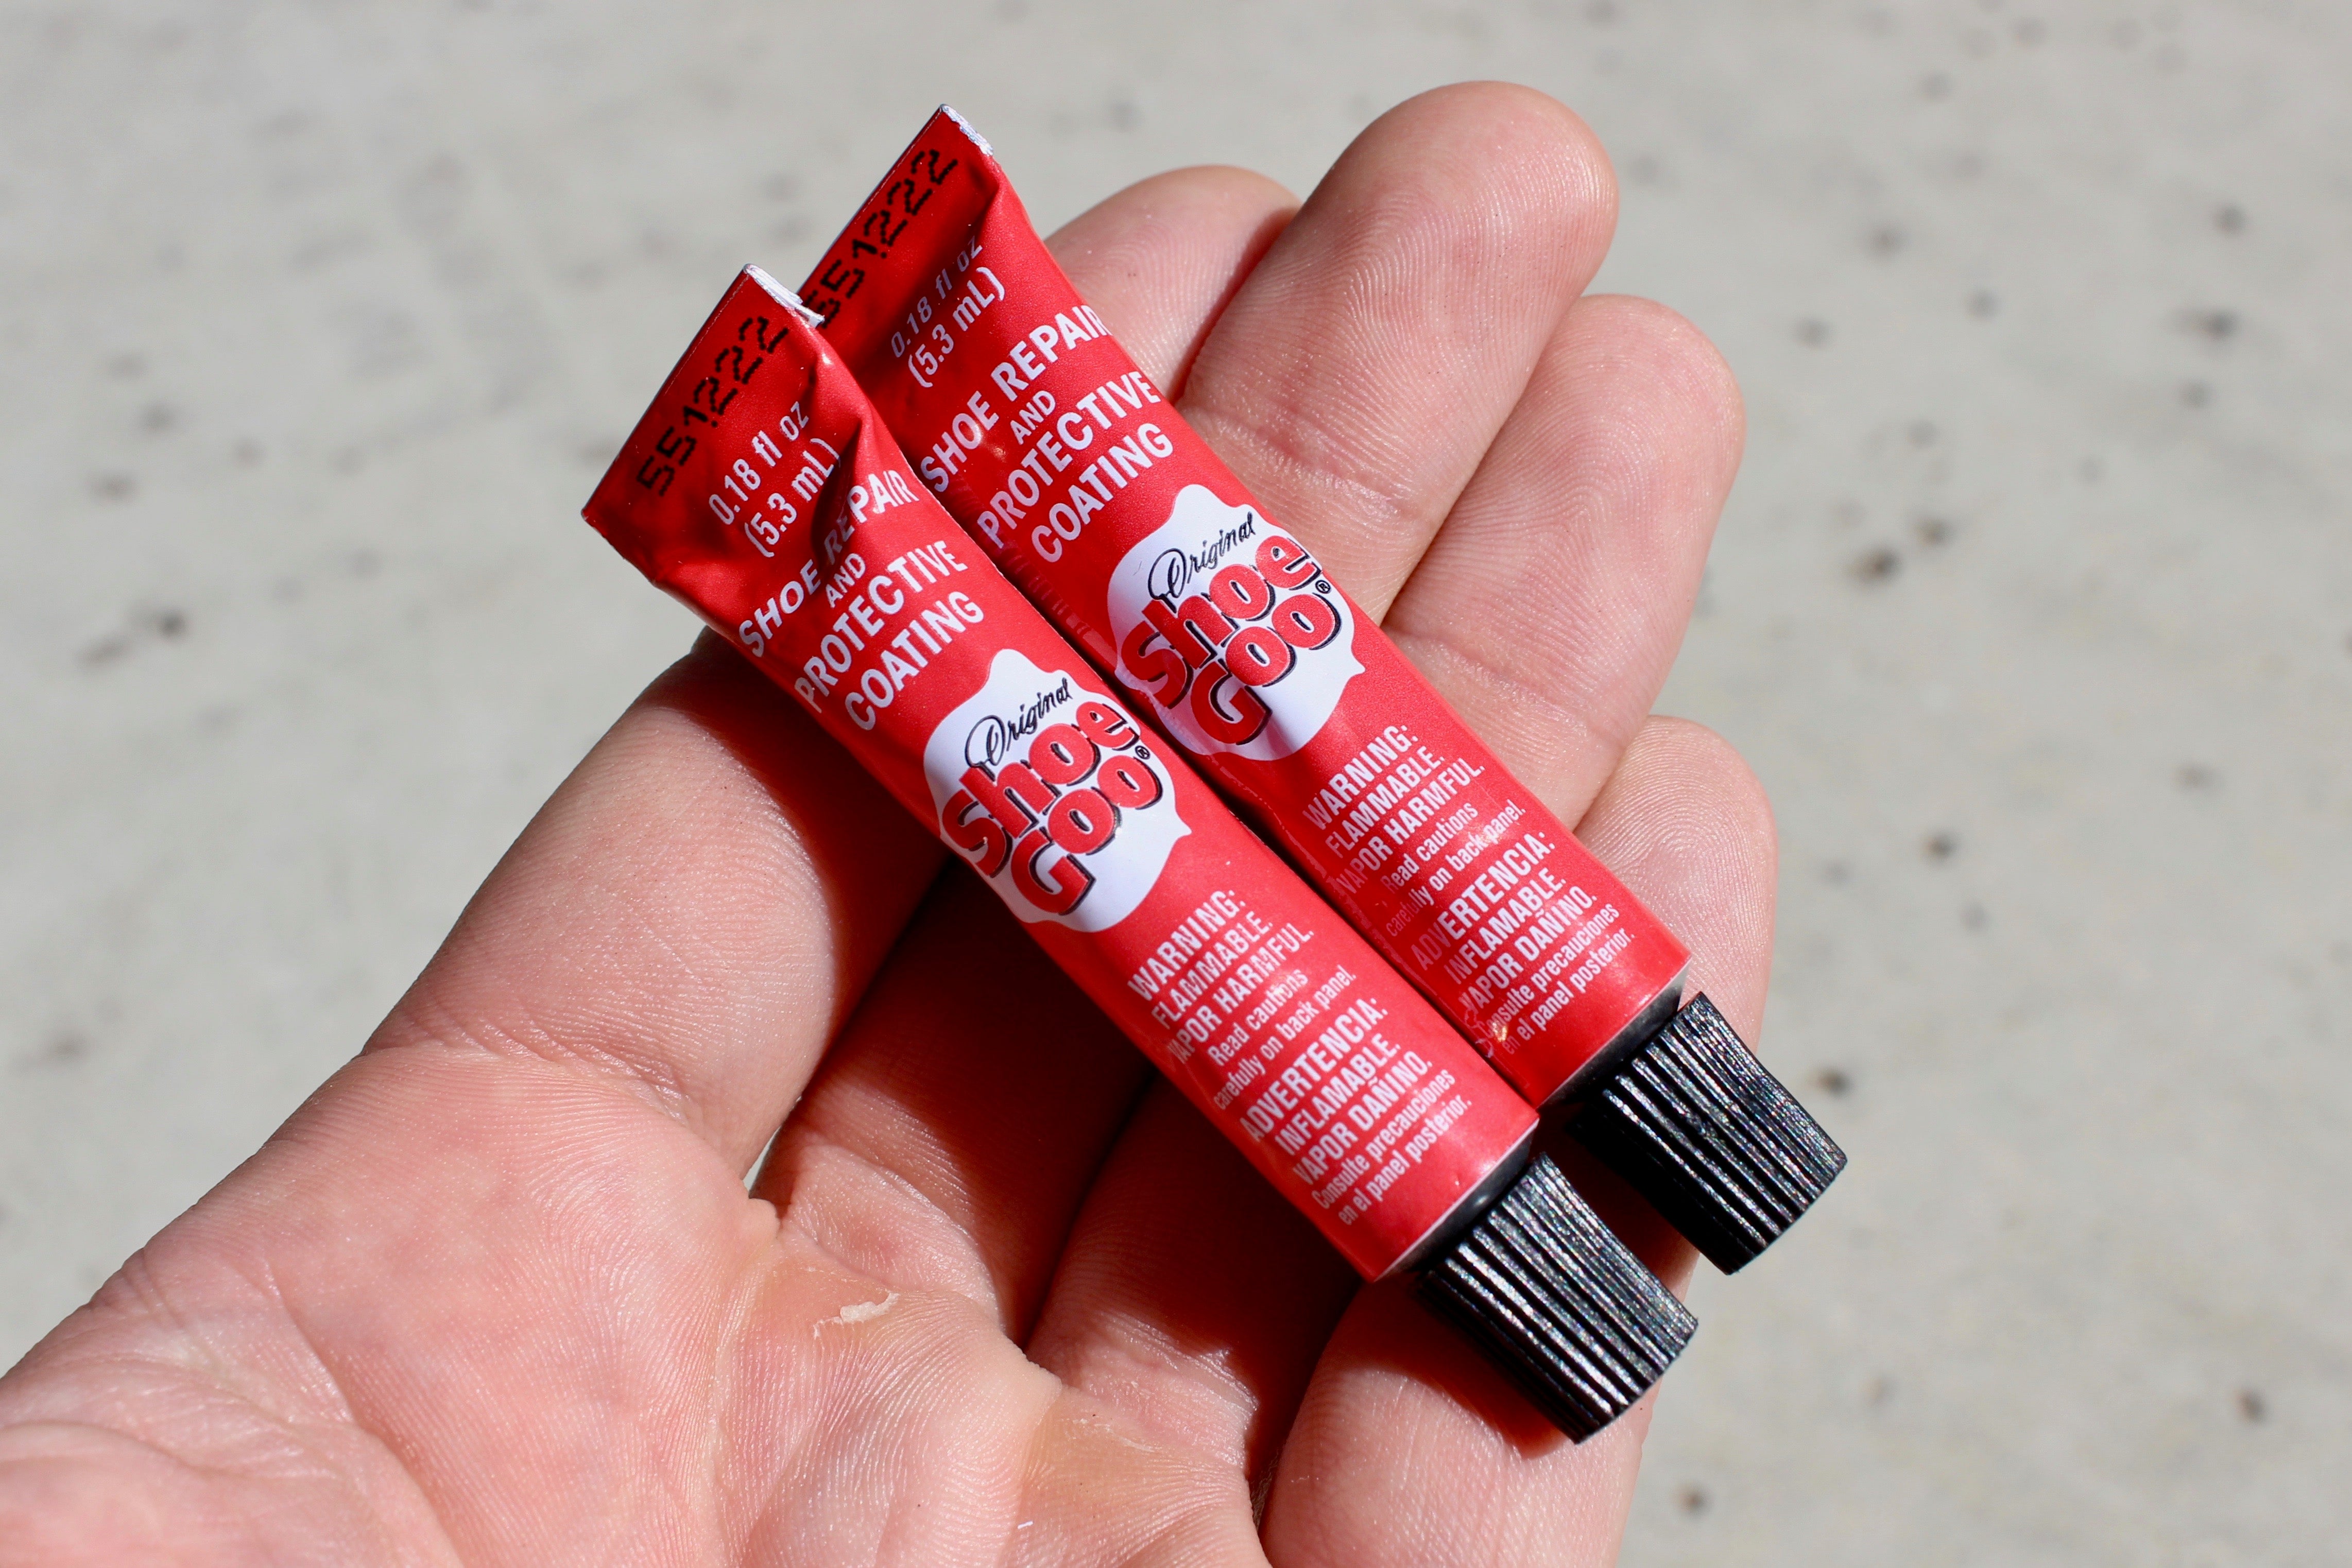 551222
0.18 fl oz
(5.3 mL)
SHOE REPAIR
AND
PROTECTIVE
COATING
Original
Shoe
Goo®
WARNING:
FLAMMABLE.
VAPOR HARMFUL.
Read cautions
carefully on back panel.
ADVERTENCIA:
INFLAMABLE.
VAPOR DAÑINO.
Consulte precauciones
en el panel posterior.
551222
0.18 fl oz
(5.3 mL)
SHOE REPAIR
AND
PROTECTIVE
COATING
Original
Shoe
Goo®
WARNING:
FLAMMABLE.
VAPOR HARMFUL.
Read cautions
carefully on back panel.
ADVERTENCIA:
INFLAMABLE.
VAPOR DAÑINO.
Consulte precauciones
en el panel posterior.